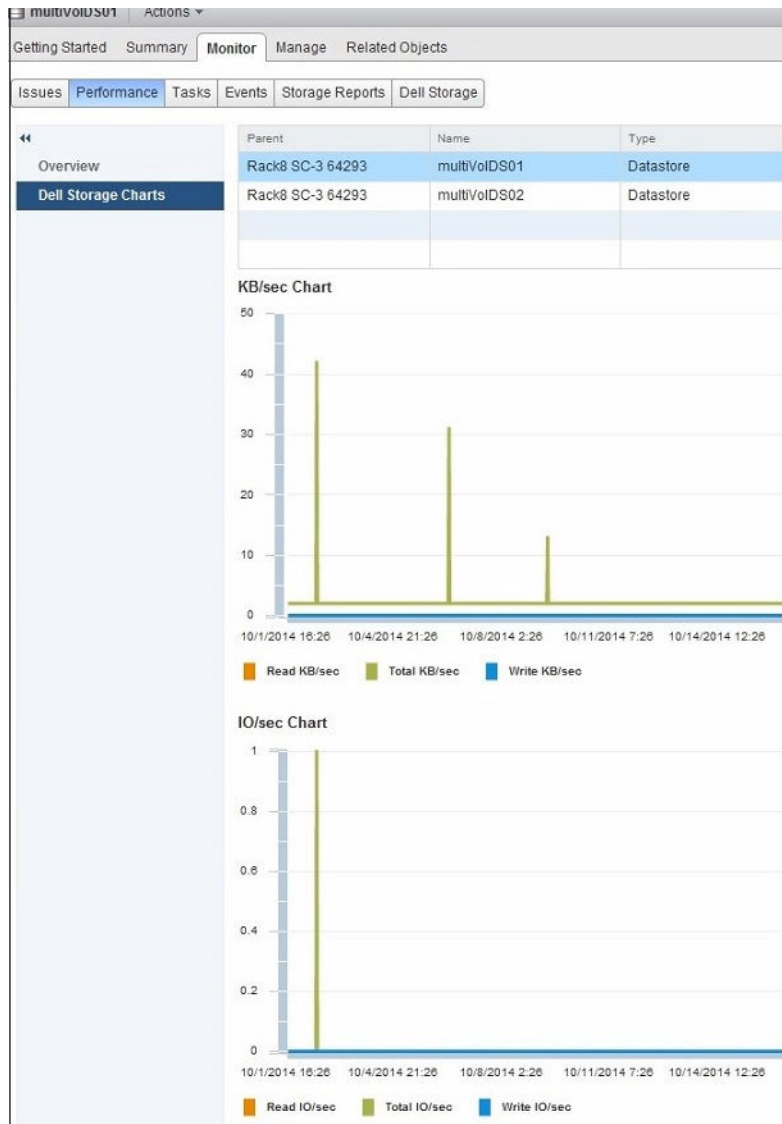 multiVolDS01 Actions
Getting Started Summary Monitor Manage Related Objects
Issues Performance Tasks Events Storage Reports Dell Storage
Parent Name Type
Overview
Rack8 SC-3 64293 multiVolDS01 Datastore
Dell Storage Charts
Rack8 SC-3 64293 multiVolDS02 Datastore
KB/sec Chart
50
40
30
20
10
0
10/1/2014 16:26 10/4/2014 21:26 10/8/2014 2:26 10/11/2014 7:26 10/14/2014 12:26
Read KB/sec Total KB/sec Write KB/sec
IO/sec Chart
1
0.8
0.6
0.4
0.2
0
10/1/2014 16:26 10/4/2014 21:26 10/8/2014 2:26 10/11/2014 7:26 10/14/2014 12:26
Read IO/sec Total IO/sec Write IO/sec